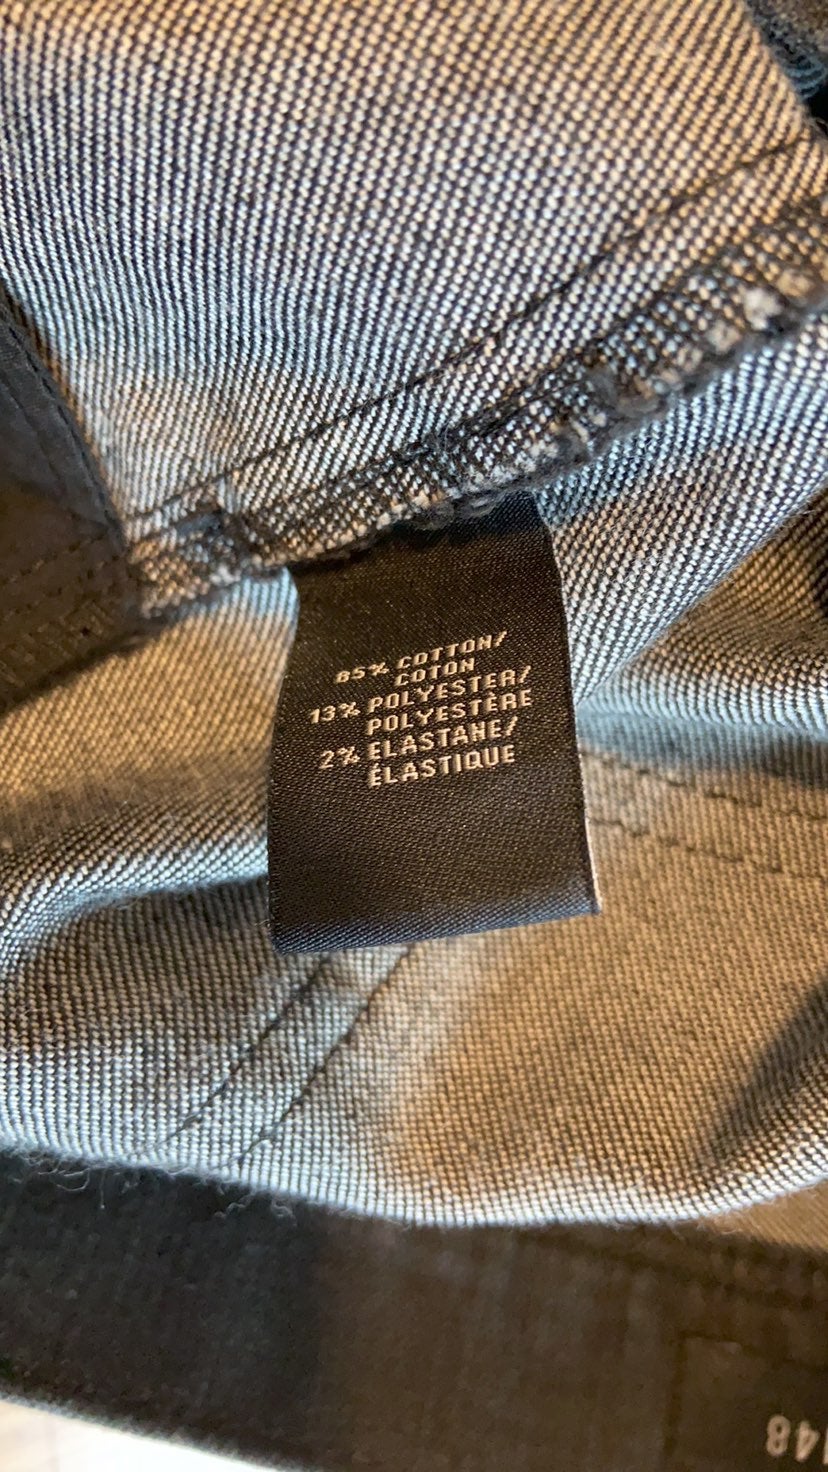 85% COTTON/
COTON
13% POLYESTER/
POLYESTÈRE
2% ELASTANE/
ÉLASTIQUE